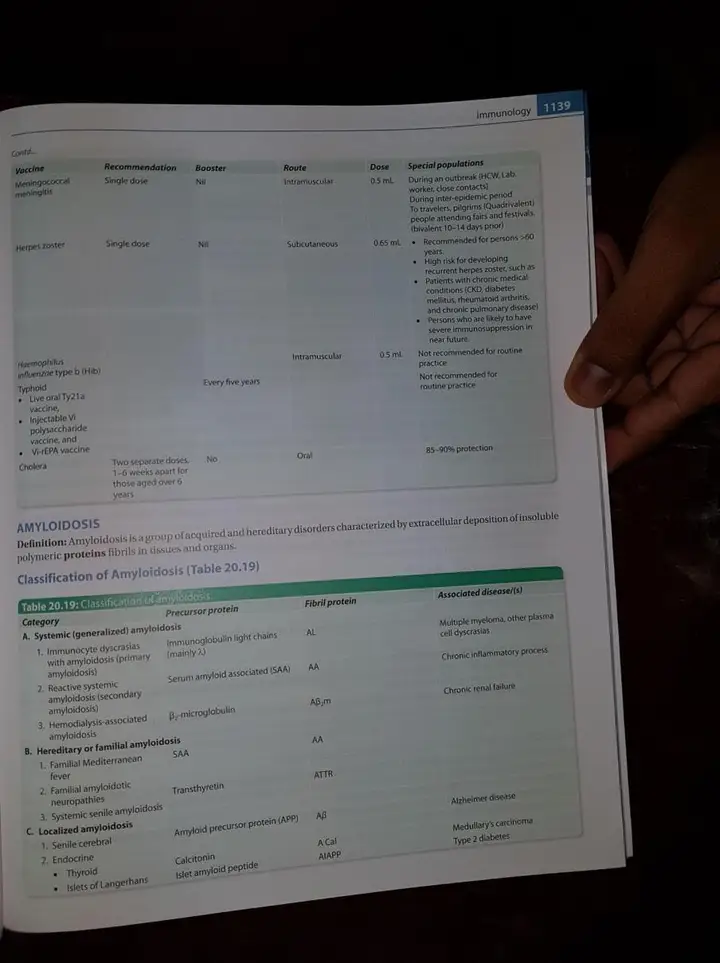 Immunology 1139
Contd...
Vaccine Recommendation Booster Route Dose Special populations
Meningococcal Single dose Nil Intramuscular 0.5 mL During an outbreak (HCW, Lab
meningitis worker, close contacts)
During inter-epidemic period
To travelers, pilgrims (Quadrivalent)
people attending fairs and festivals.
(bivalent 10–14 days prior)
Herpes zoster Single dose Nil Subcutaneous 0.65 mL • Recommended for persons >60
years.
• High risk for developing
recurrent herpes zoster, such as
• Patients with chronic medical
conditions (CKD, diabetes
mellitus, rheumatoid arthritis,
and chronic pulmonary disease)
• Persons who are likely to have
severe immunosuppression in
near future.
Haemophilus Intramuscular 0.5 mL Not recommended for routine
influenzae type b (Hib) practice
Typhoid Every five years Not recommended for
• Live oral Ty21a routine practice
vaccine,
• Injectable Vi
polysaccharide
vaccine, and
• Vi-rEPA vaccine
Cholera Two separate doses, No Oral 85–90% protection
1–6 weeks apart for
those aged over 6
years
AMYLOIDOSIS
Definition: Amyloidosis is a group of acquired and hereditary disorders characterized by extracellular deposition of insoluble
polymeric proteins fibrils in tissues and organs.
Classification of Amyloidosis (Table 20.19)
Table 20.19: Classification of amyloidosis.
Category Precursor protein Fibril protein Associated disease/(s)
A. Systemic (generalized) amyloidosis
1. Immunocyte dyscrasias Immunoglobulin light chains AL Multiple myeloma, other plasma
with amyloidosis (primary (mainly λ) cell dyscrasias
amyloidosis)
2. Reactive systemic Serum amyloid associated (SAA) AA Chronic inflammatory process
amyloidosis (secondary
amyloidosis)
3. Hemodialysis-associated β₂-microglobulin Aβ₂m Chronic renal failure
amyloidosis
B. Hereditary or familial amyloidosis
1. Familial Mediterranean SAA AA
fever
2. Familial amyloidotic Transthyretin ATTR
neuropathies
3. Systemic senile amyloidosis
C. Localized amyloidosis
1. Senile cerebral Amyloid precursor protein (APP) Aβ Alzheimer disease
2. Endocrine
• Thyroid Calcitonin A Cal Medullary's carcinoma
• Islets of Langerhans Islet amyloid peptide AIAPP Type 2 diabetes